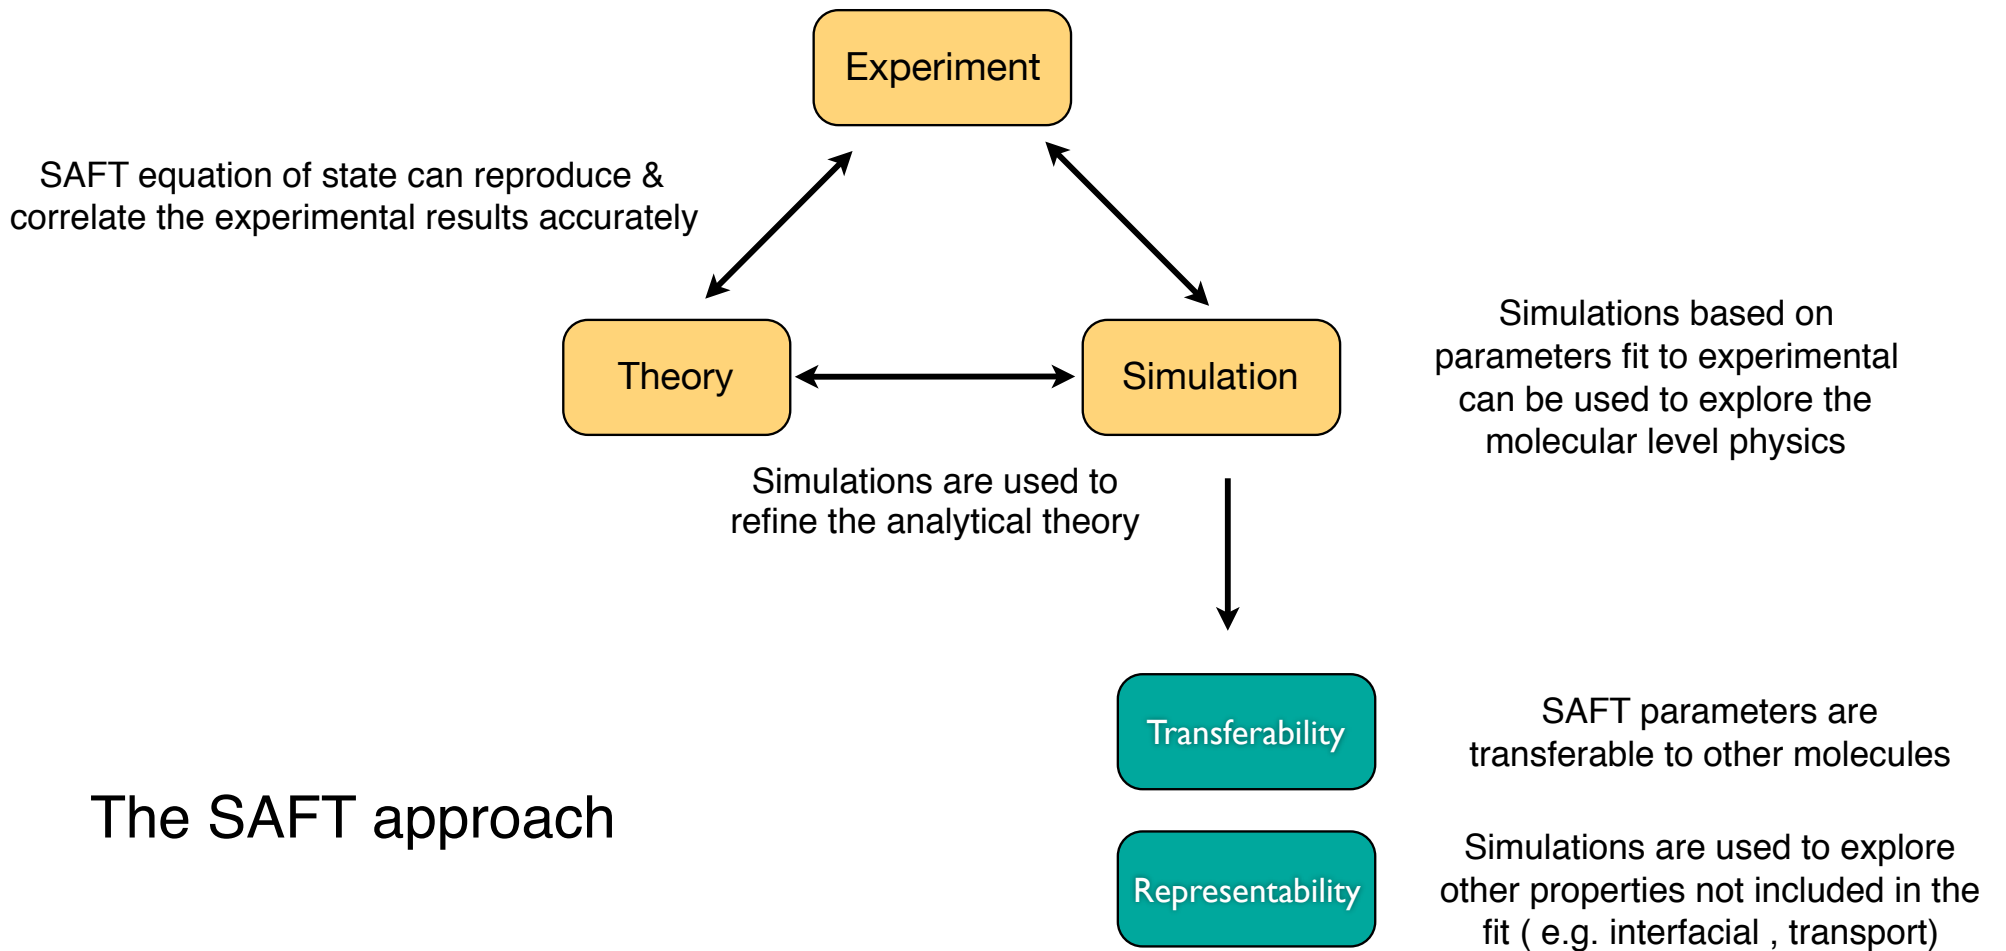 Experiment
SAFT equation of state can reproduce &
correlate the experimental results accurately
Theory
Simulation
Simulations based on
parameters fit to experimental
can be used to explore the
molecular level physics
Simulations are used to
refine the analytical theory
Transferability
SAFT parameters are
transferable to other molecules
The SAFT approach
Representability
Simulations are used to explore
other properties not included in the
fit ( e.g. interfacial , transport)